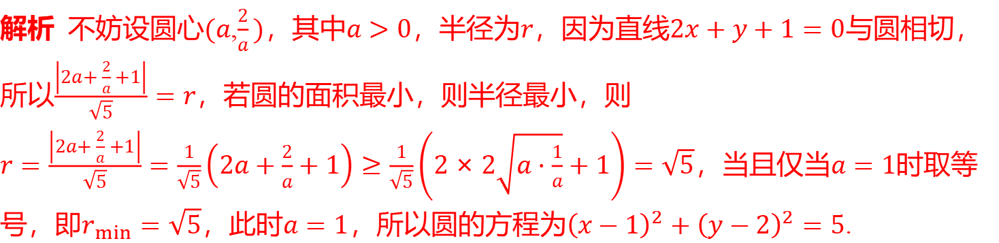 解析 不妨设圆心$(a,\frac{2}{a})$，其中$a > 0$，半径为$r$，因为直线$2x + y + 1 = 0$与圆相切，
所以$\frac{\left|2a+\frac{2}{a}+1\right|}{\sqrt{5}} = r$，若圆的面积最小，则半径最小，则
$r = \frac{\left|2a+\frac{2}{a}+1\right|}{\sqrt{5}} = \frac{1}{\sqrt{5}}\left(2a + \frac{2}{a} + 1\right) \geq \frac{1}{\sqrt{5}}\left(2 \times 2\sqrt{a \cdot \frac{1}{a}} + 1\right) = \sqrt{5}$，当且仅当$a = 1$时取等
号，即$r_{\min} = \sqrt{5}$，此时$a = 1$，所以圆的方程为$(x - 1)^2 + (y - 2)^2 = 5$.